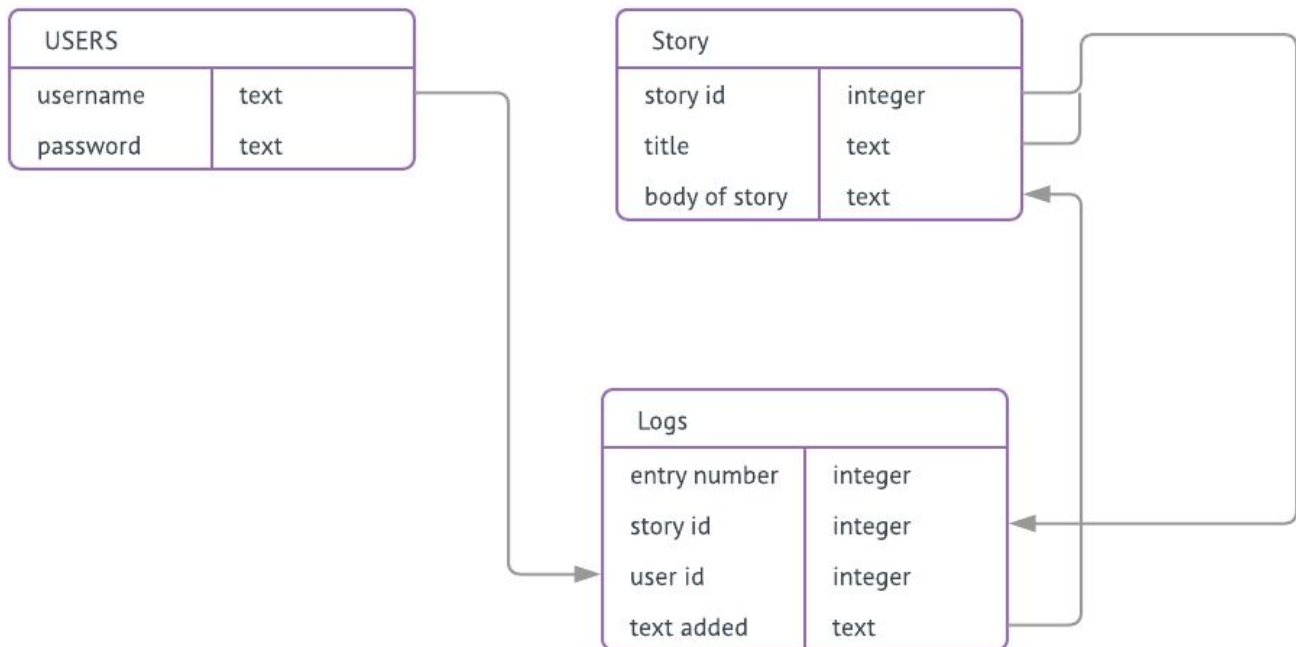 USERS
username text
password text
Story
story id integer
title text
body of story text
Logs
entry number integer
story id integer
user id integer
text added text